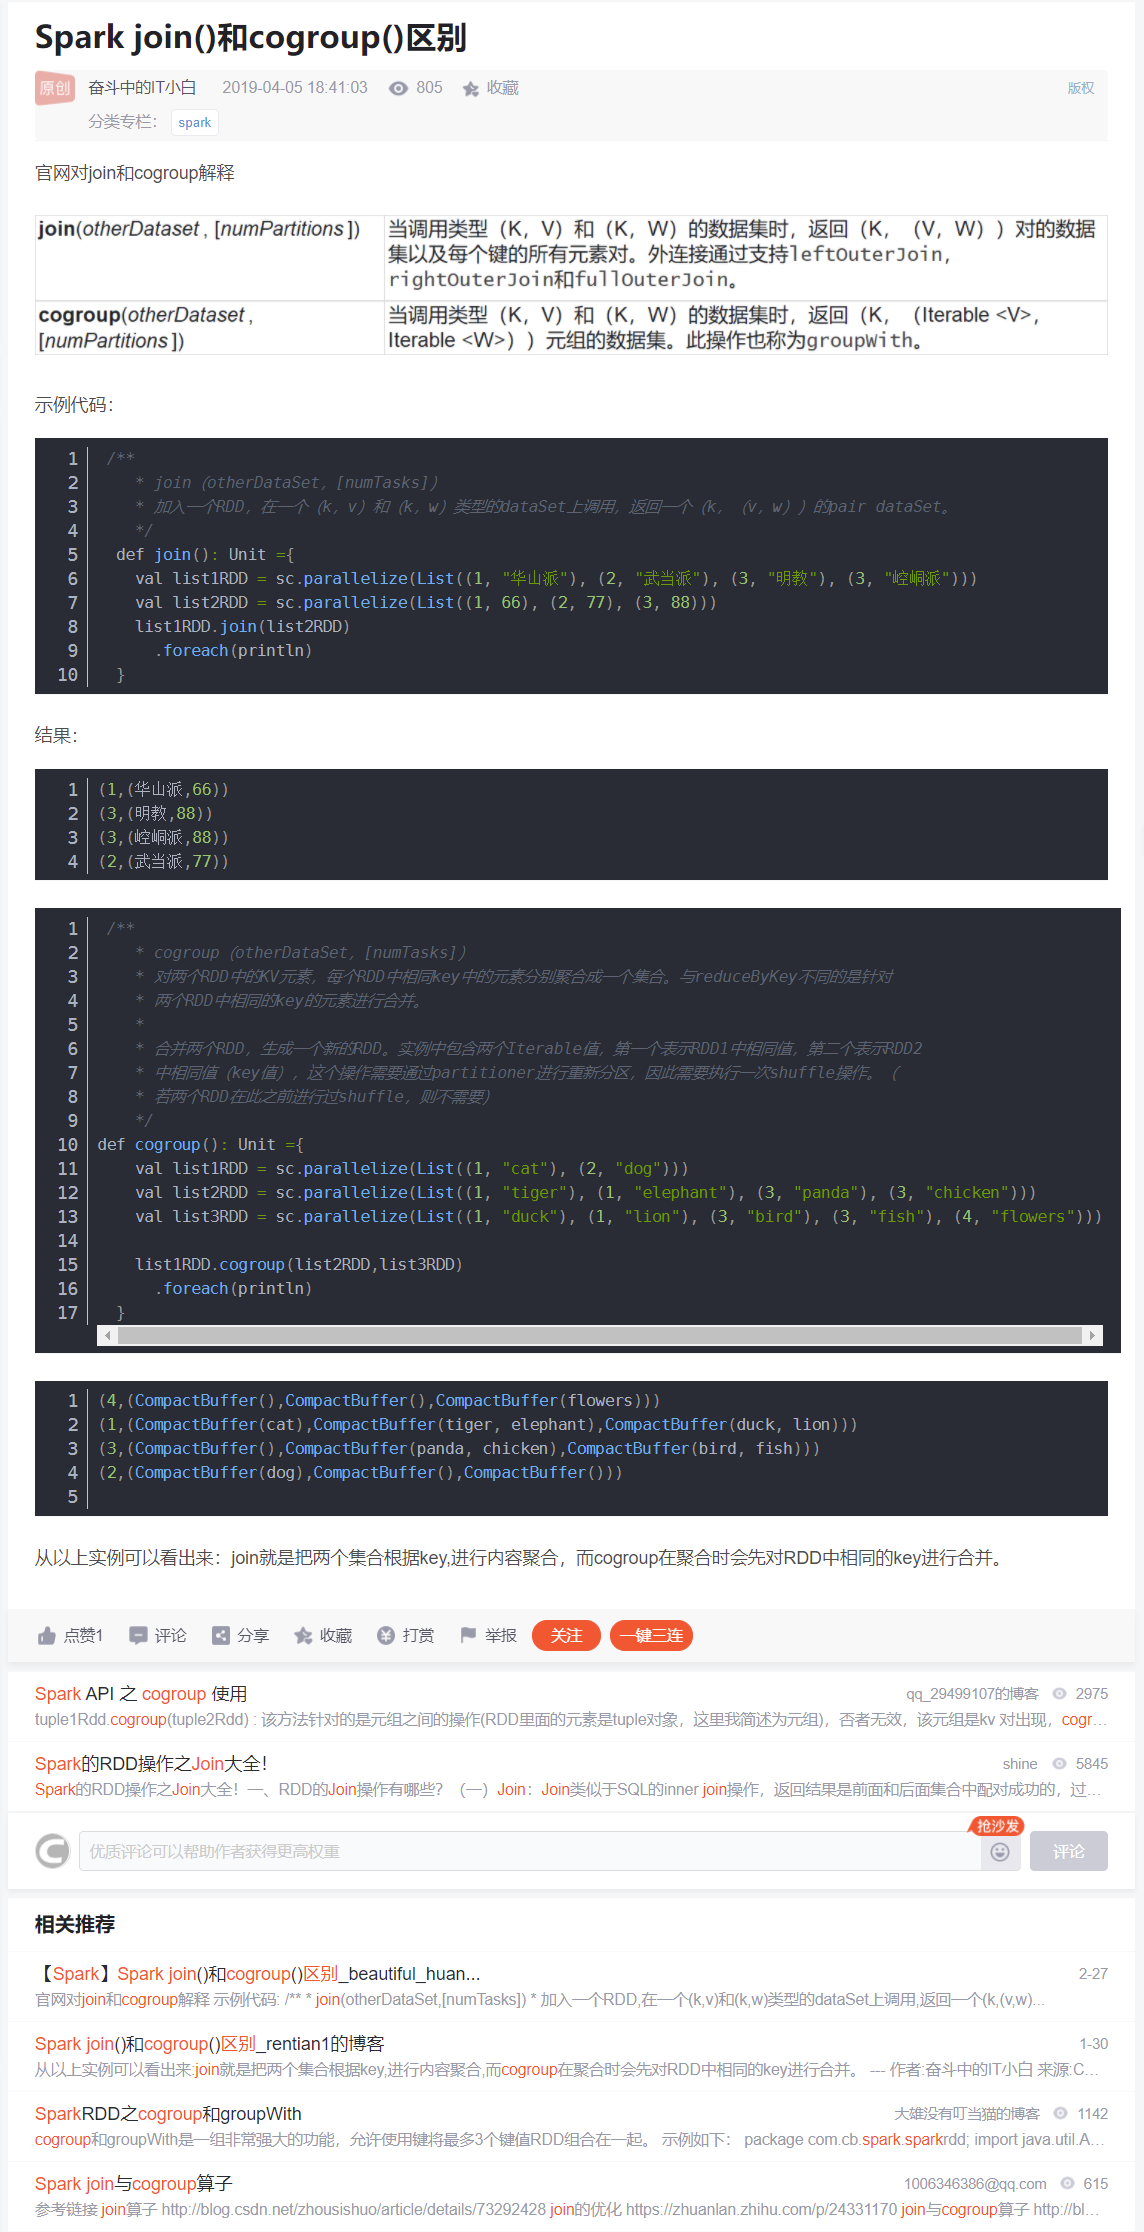 Spark join()和cogroup()区别
原创 奋斗中的IT小白 2019-04-05 18:41:03 805 收藏 版权
分类专栏： spark
官网对join和cogroup解释
join(otherDataset, [numPartitions]) 当调用类型（K，V）和（K，W）的数据集时，返回（K，（V，W））对的数据
集以及每个键的所有元素对。外连接通过支持leftOuterJoin，
rightOuterJoin和fullOuterJoin。
cogroup(otherDataset, 当调用类型（K，V）和（K，W）的数据集时，返回（K，（Iterable <V>，
[numPartitions]) Iterable <W>））元组的数据集。此操作也称为groupWith。
示例代码：
1 /**
2 * join（otherDataSet，[numTasks]）
3 * 加入一个RDD，在一个（k，v）和（k，w）类型的dataSet上调用，返回一个（k，（v，w））的pair dataSet。
4 */
5 def join(): Unit ={
6 val list1RDD = sc.parallelize(List((1, "华山派"), (2, "武当派"), (3, "明教"), (3, "崆峒派")))
7 val list2RDD = sc.parallelize(List((1, 66), (2, 77), (3, 88)))
8 list1RDD.join(list2RDD)
9 .foreach(println)
10 }
结果：
1 (1,(华山派,66))
2 (3,(明教,88))
3 (3,(崆峒派,88))
4 (2,(武当派,77))
1 /**
2 * cogroup（otherDataSet，[numTasks]）
3 * 对两个RDD中的KV元素，每个RDD中相同key中的元素分别聚合成一个集合。与reduceByKey不同的是针对
4 * 两个RDD中相同的key的元素进行合并。
5 *
6 * 合并两个RDD，生成一个新的RDD。实例中包含两个Iterable值，第一个表示RDD1中相同值，第二个表示RDD2
7 * 中相同值（key值），这个操作需要通过partitioner进行重新分区，因此需要执行一次shuffle操作。（
8 * 若两个RDD在此之前进行过shuffle，则不需要）
9 */
10 def cogroup(): Unit ={
11 val list1RDD = sc.parallelize(List((1, "cat"), (2, "dog")))
12 val list2RDD = sc.parallelize(List((1, "tiger"), (1, "elephant"), (3, "panda"), (3, "chicken")))
13 val list3RDD = sc.parallelize(List((1, "duck"), (1, "lion"), (3, "bird"), (3, "fish"), (4, "flowers")))
14
15 list1RDD.cogroup(list2RDD,list3RDD)
16 .foreach(println)
17 }
1 (4,(CompactBuffer(),CompactBuffer(),CompactBuffer(flowers)))
2 (1,(CompactBuffer(cat),CompactBuffer(tiger, elephant),CompactBuffer(duck, lion)))
3 (3,(CompactBuffer(),CompactBuffer(panda, chicken),CompactBuffer(bird, fish)))
4 (2,(CompactBuffer(dog),CompactBuffer(),CompactBuffer()))
5
从以上实例可以看出来：join就是把两个集合根据key,进行内容聚合，而cogroup在聚合时会先对RDD中相同的key进行合并。
点赞1 评论 分享 收藏 打赏 举报 关注 一键三连
Spark API 之 cogroup 使用 qq_29499107的博客 2975
tuple1Rdd.cogroup(tuple2Rdd) : 该方法针对的是元组之间的操作(RDD里面的元素是tuple对象，这里我简述为元组)，否者无效，该元组是kv 对出现，cogr...
Spark的RDD操作之Join大全！ shine 5845
Spark的RDD操作之Join大全！一、RDD的Join操作有哪些？（一）Join：Join类似于SQL的inner join操作，返回结果是前面和后面集合中配对成功的，过...
抢沙发
优质评论可以帮助作者获得更高权重 评论
相关推荐
【Spark】Spark join()和cogroup()区别_beautiful_huan... 2-27
官网对join和cogroup解释 示例代码: /** * join(otherDataSet,[numTasks]) * 加入一个RDD,在一个(k,v)和(k,w)类型的dataSet上调用,返回一个(k,(v,w)...
Spark join()和cogroup()区别_rentian1的博客 1-30
从以上实例可以看出来:join就是把两个集合根据key,进行内容聚合,而cogroup在聚合时会先对RDD中相同的key进行合并。 --- 作者:奋斗中的IT小白 来源:C...
SparkRDD之cogroup和groupWith 大雄没有叮当猫的博客 1142
cogroup和groupWith是一组非常强大的功能，允许使用键将最多3个键值RDD组合在一起。 示例如下： package com.cb.spark.sparkrdd; import java.util.A...
Spark join与cogroup算子 1006346386@qq.com 615
参考链接 join算子 http://blog.csdn.net/zhousishuo/article/details/73292428 join的优化 https://zhuanlan.zhihu.com/p/24331170 join与cogroup算子 http://bl...